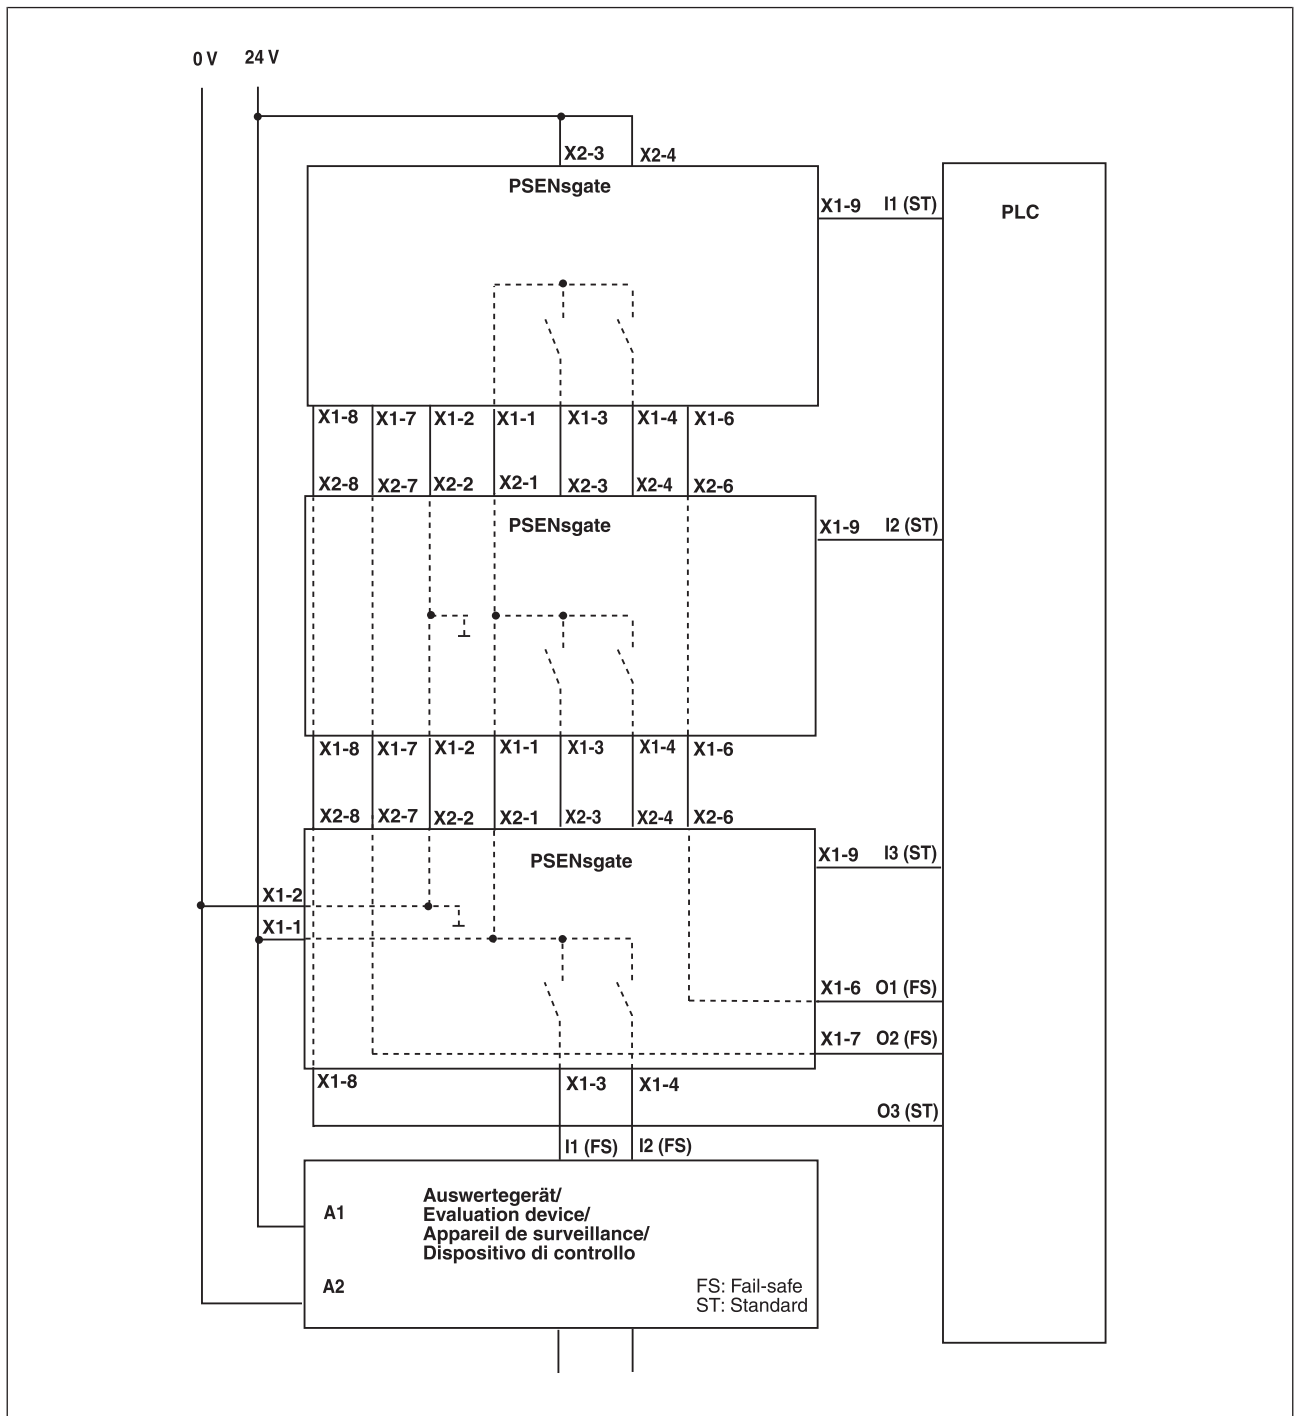 0 V 24 V
X2-3 X2-4
PSENsgate
X1-9 I1 (ST)
PLC
X1-8 X1-7 X1-2 X1-1 X1-3 X1-4 X1-6
X2-8 X2-7 X2-2 X2-1 X2-3 X2-4 X2-6
PSENsgate
X1-9 I2 (ST)
X1-8 X1-7 X1-2 X1-1 X1-3 X1-4 X1-6
X2-8 X2-7 X2-2 X2-1 X2-3 X2-4 X2-6
PSENsgate
X1-9 I3 (ST)
X1-2
X1-1
X1-6 O1 (FS)
X1-7 O2 (FS)
X1-8 X1-3 X1-4
O3 (ST)
I1 (FS) I2 (FS)
A1
Auswertegerät/
Evaluation device/
Appareil de surveillance/
Dispositivo di controllo
A2
FS: Fail-safe
ST: Standard